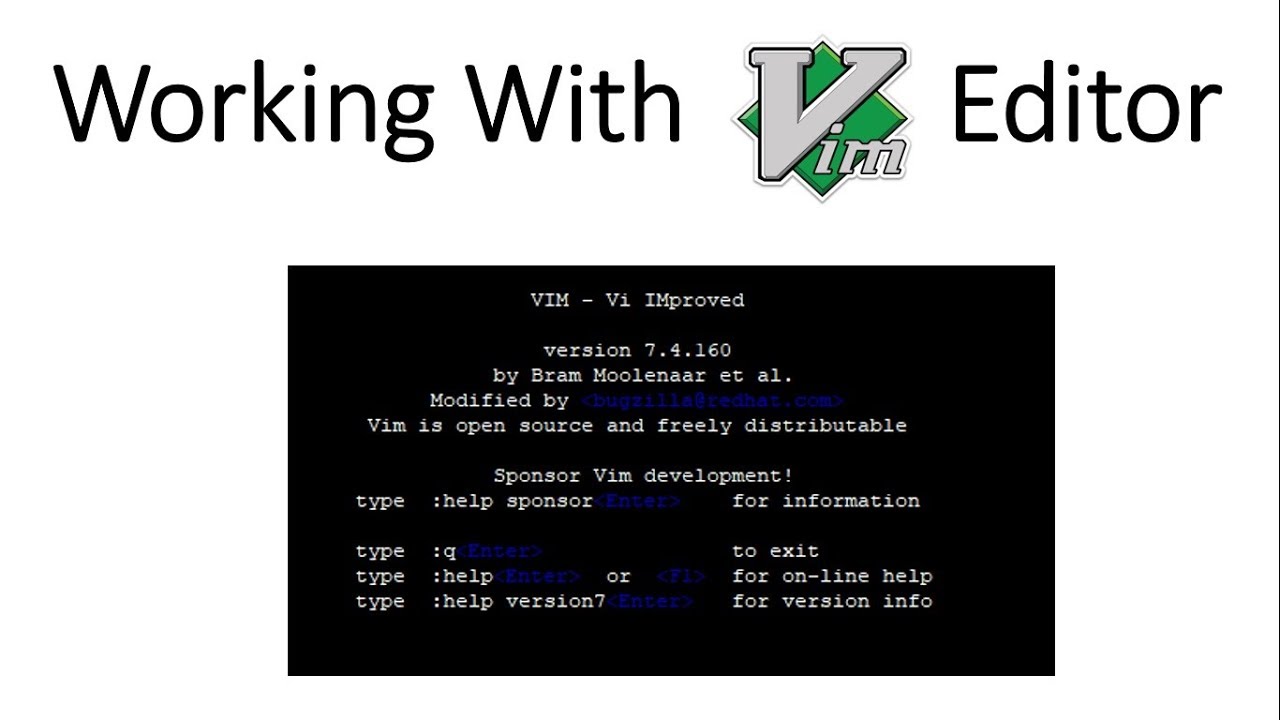 Working With Vim Editor
VIM - Vi IMproved
version 7.4.160
by Bram Moolenaar et al.
Modified by <bugzilla@redhat.com>
Vim is open source and freely distributable
Sponsor Vim development!
type :help sponsor<Enter> for information
type :q<Enter> to exit
type :help<Enter> or <F1> for on-line help
type :help version7<Enter> for version info